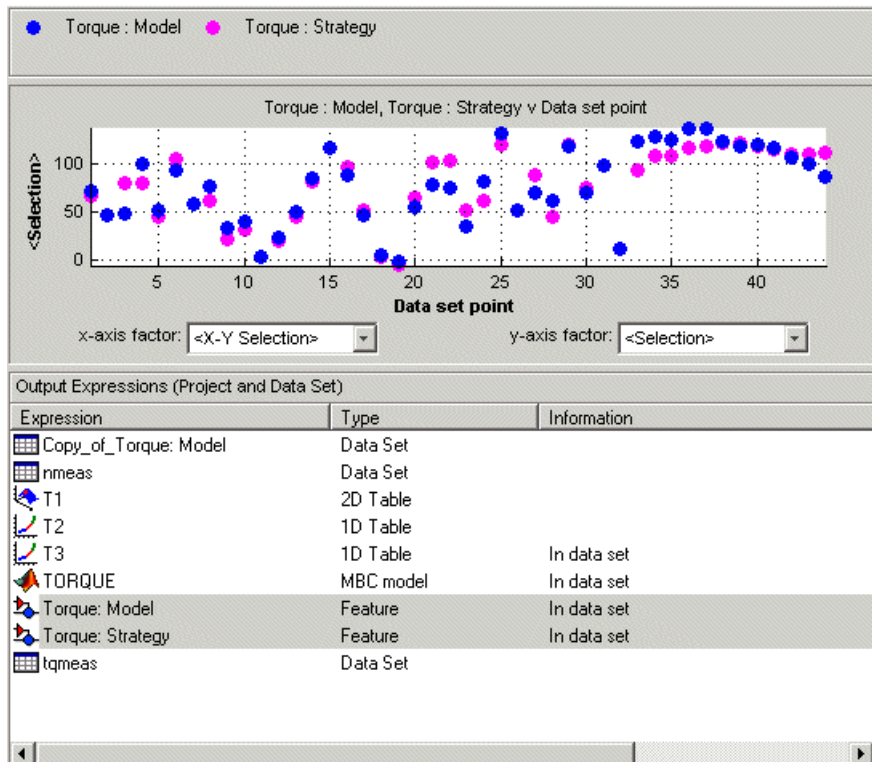 Torque : Model Torque : Strategy
Torque : Model, Torque : Strategy v Data set point
<Selection>
100
50
0
5 10 15 20 25 30 35 40
Data set point
x-axis factor: <X-Y Selection> y-axis factor: <Selection>
Output Expressions (Project and Data Set)
Expression Type Information
Copy_of_Torque: Model Data Set
nmeas Data Set
T1 2D Table
T2 1D Table
T3 1D Table In data set
TORQUE MBC model In data set
Torque: Model Feature In data set
Torque: Strategy Feature In data set
tqmeas Data Set